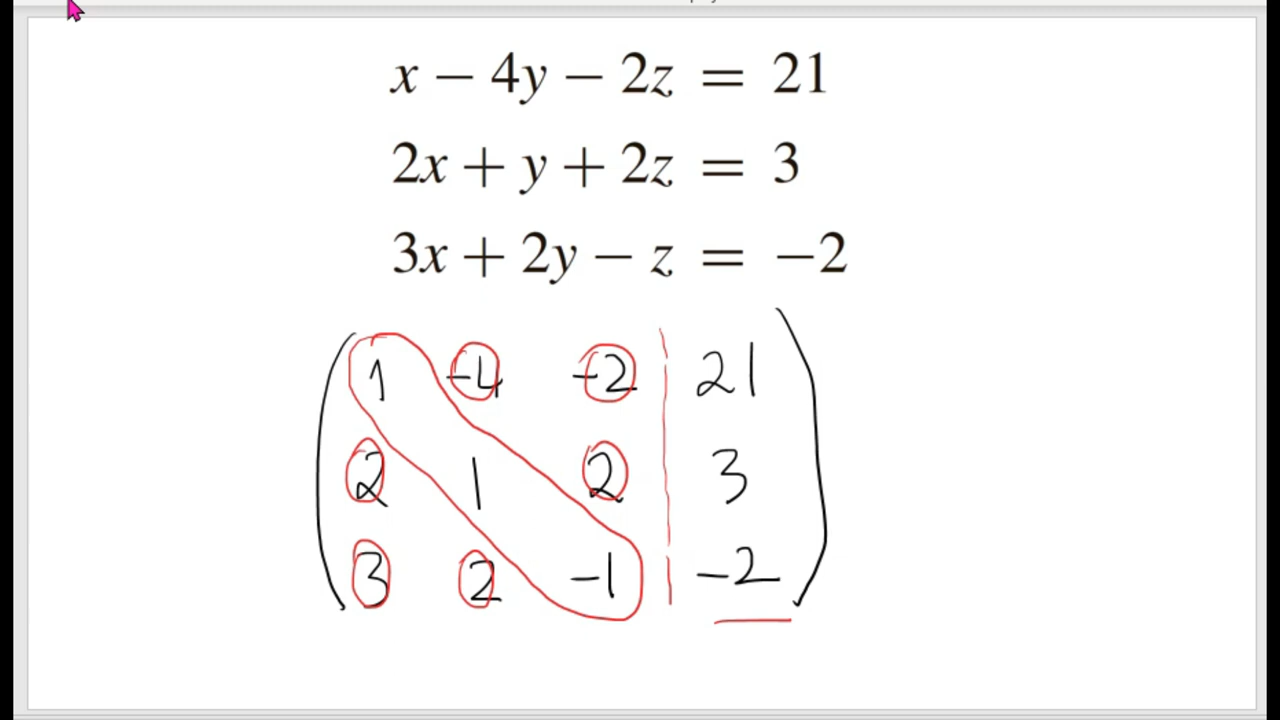 x − 4y − 2z = 21
2x + y + 2z = 3
3x + 2y − z = −2
1 -4 -2 21
2 1 2 3
3 2 -1 -2